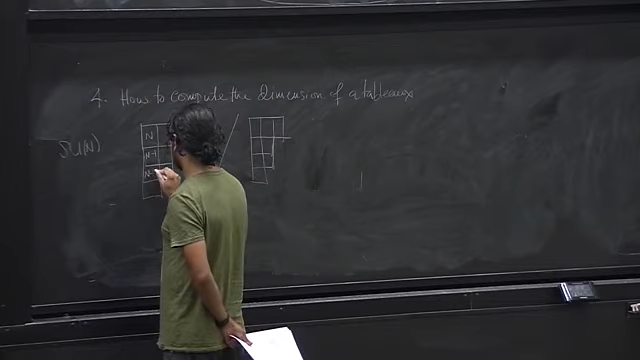 4. How to compute the Dimension of a tableaux
SU(N)
N
N-1
N-